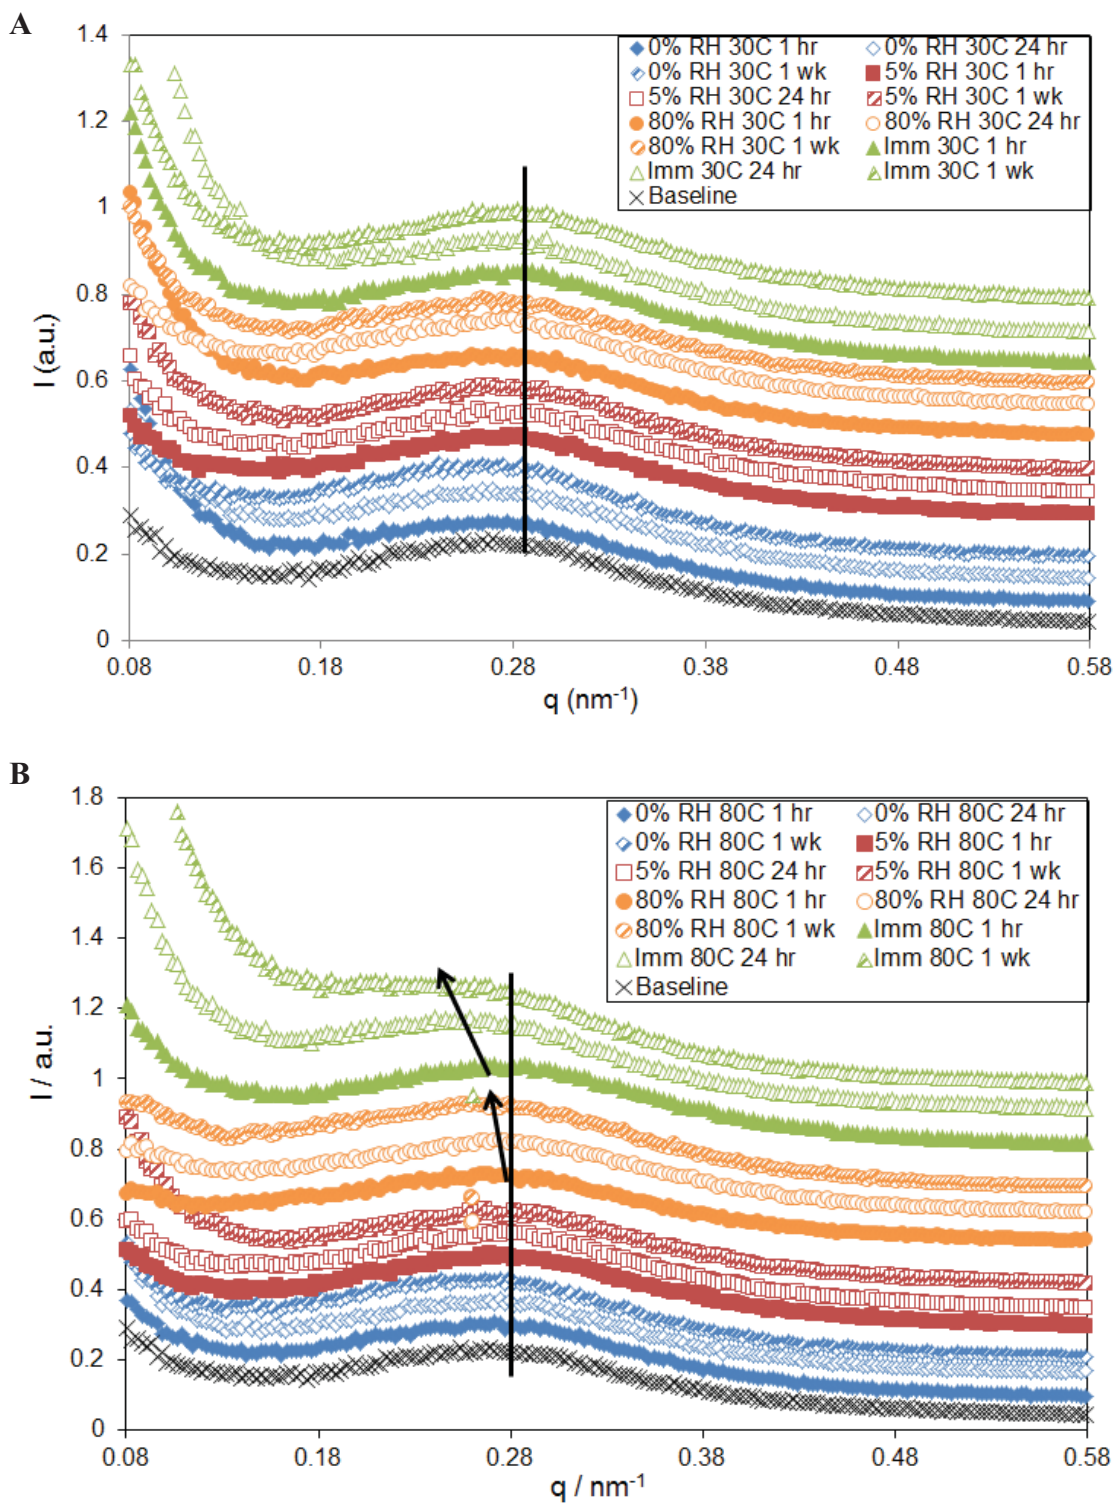 A
1.4
1.2
1
0.8
0.6
0.4
0.2
0
I (a.u.)
0% RH 30C 1 hr 0% RH 30C 24 hr
0% RH 30C 1 wk 5% RH 30C 1 hr
5% RH 30C 24 hr 5% RH 30C 1 wk
80% RH 30C 1 hr 80% RH 30C 24 hr
80% RH 30C 1 wk Imm 30C 1 hr
Imm 30C 24 hr Imm 30C 1 wk
Baseline
0.08 0.18 0.28 0.38 0.48 0.58
q (nm⁻¹)
B
1.8
1.6
1.4
1.2
1
0.8
0.6
0.4
0.2
0
I / a.u.
0% RH 80C 1 hr 0% RH 80C 24 hr
0% RH 80C 1 wk 5% RH 80C 1 hr
5% RH 80C 24 hr 5% RH 80C 1 wk
80% RH 80C 1 hr 80% RH 80C 24 hr
80% RH 80C 1 wk Imm 80C 1 hr
Imm 80C 24 hr Imm 80C 1 wk
Baseline
0.08 0.18 0.28 0.38 0.48 0.58
q / nm⁻¹